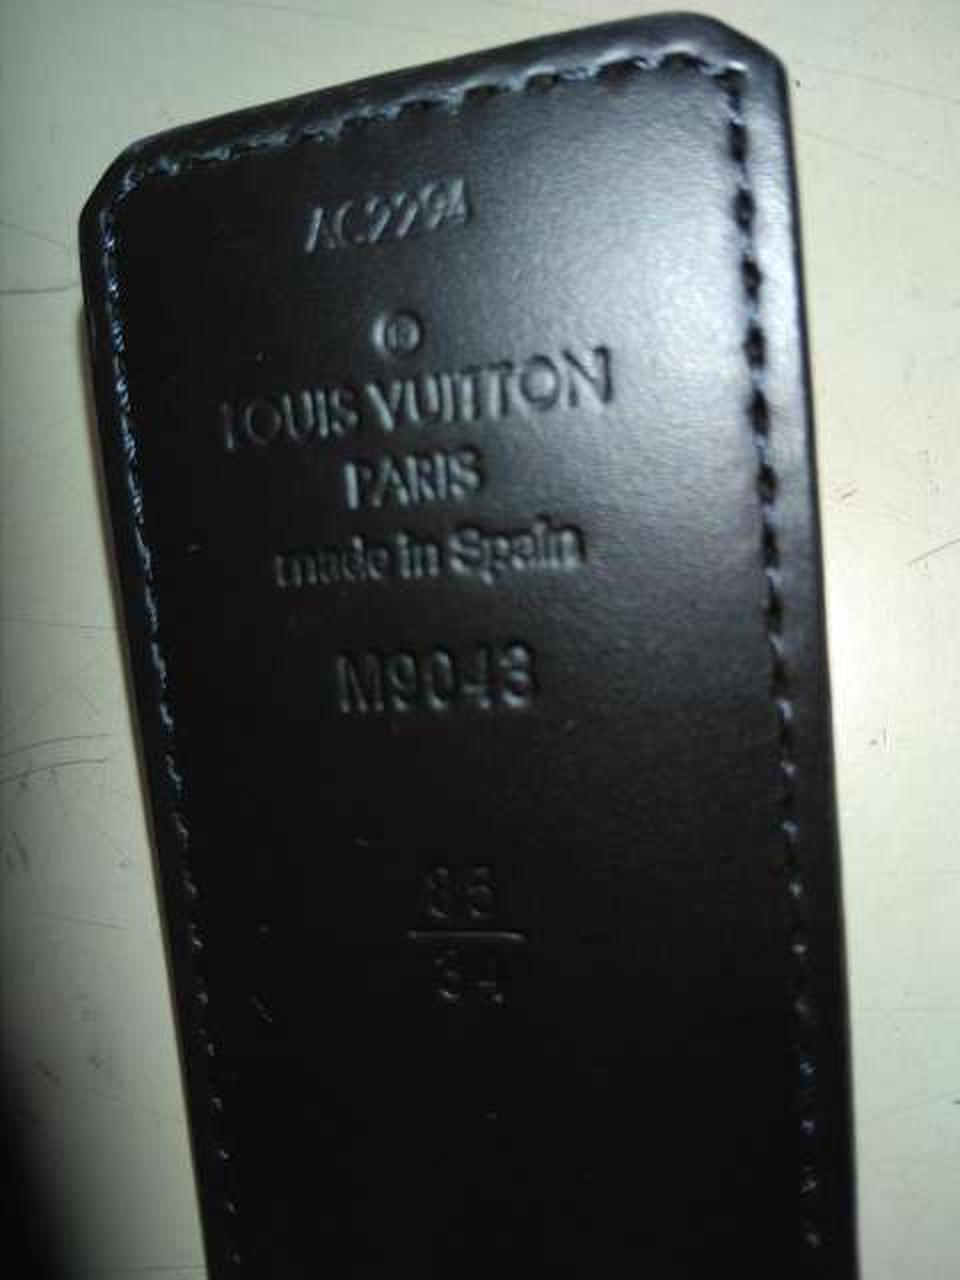 AC2294
®
LOUIS VUITTON
PARIS
made in Spain
M9043
85
34